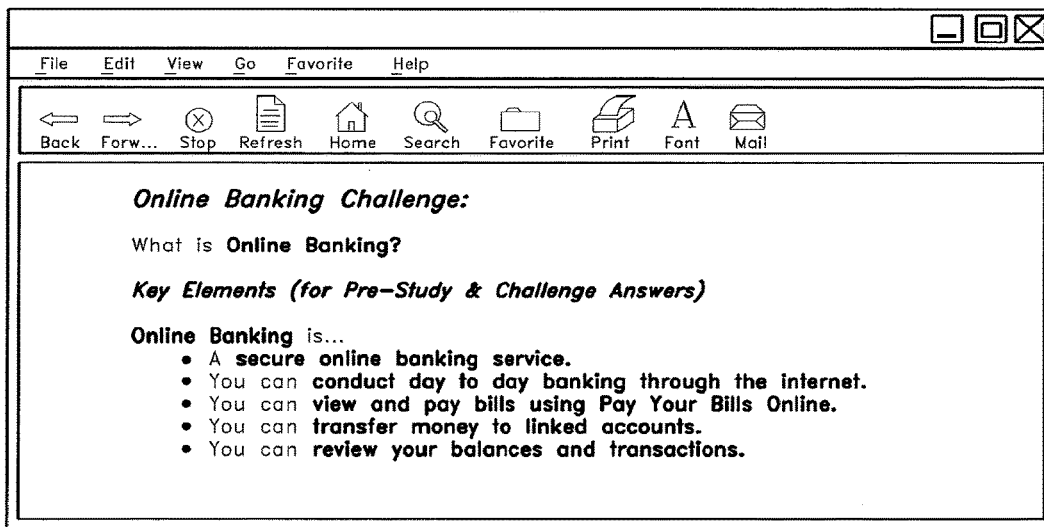 File Edit View Go Favorite Help
Back Forw... Stop Refresh Home Search Favorite Print Font Mail
Online Banking Challenge:
What is Online Banking?
Key Elements (for Pre-Study & Challenge Answers)
Online Banking is...
• A secure online banking service.
• You can conduct day to day banking through the internet.
• You can view and pay bills using Pay Your Bills Online.
• You can transfer money to linked accounts.
• You can review your balances and transactions.